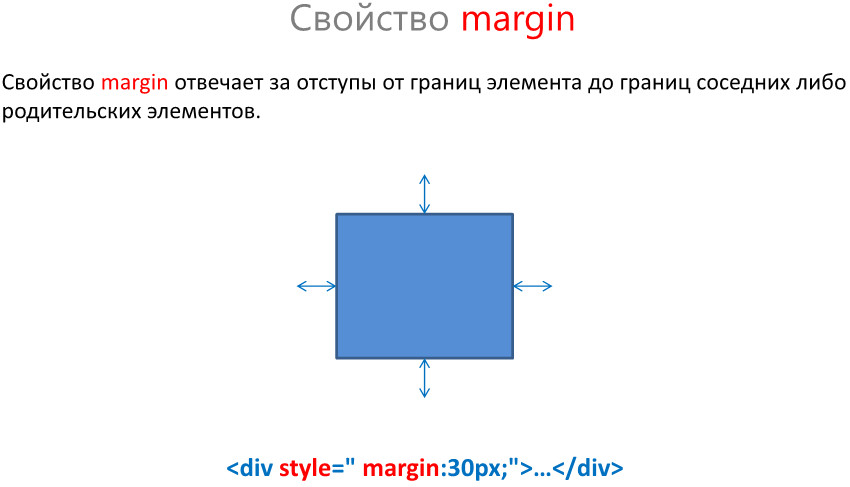 Свойство margin
Свойство margin отвечает за отступы от границ элемента до границ соседних либо
родительских элементов.
<div style=" margin:30px;">…</div>